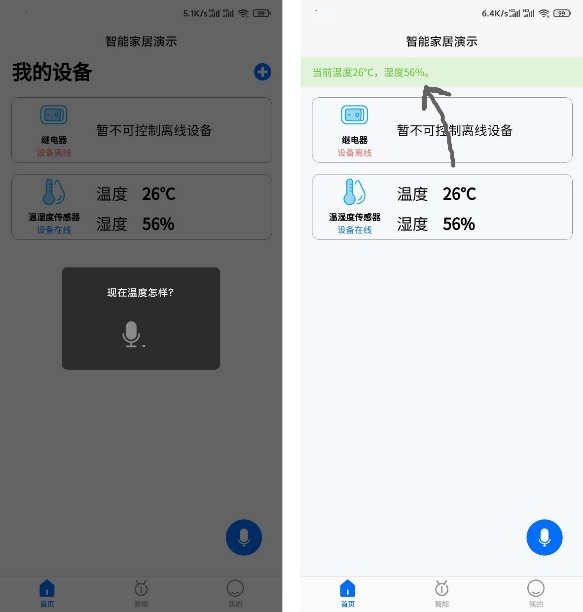 5.1K/s 99
智能家居演示
我的设备
继电器
设备离线
暂不可控制离线设备
温湿度传感器
设备在线
温度 26℃
湿度 56%
现在温度怎样?
首页 智能 我的
6.4K/s 99
智能家居演示
当前温度26℃，湿度56%。
继电器
设备离线
暂不可控制离线设备
温湿度传感器
设备在线
温度 26℃
湿度 56%
首页 智能 我的